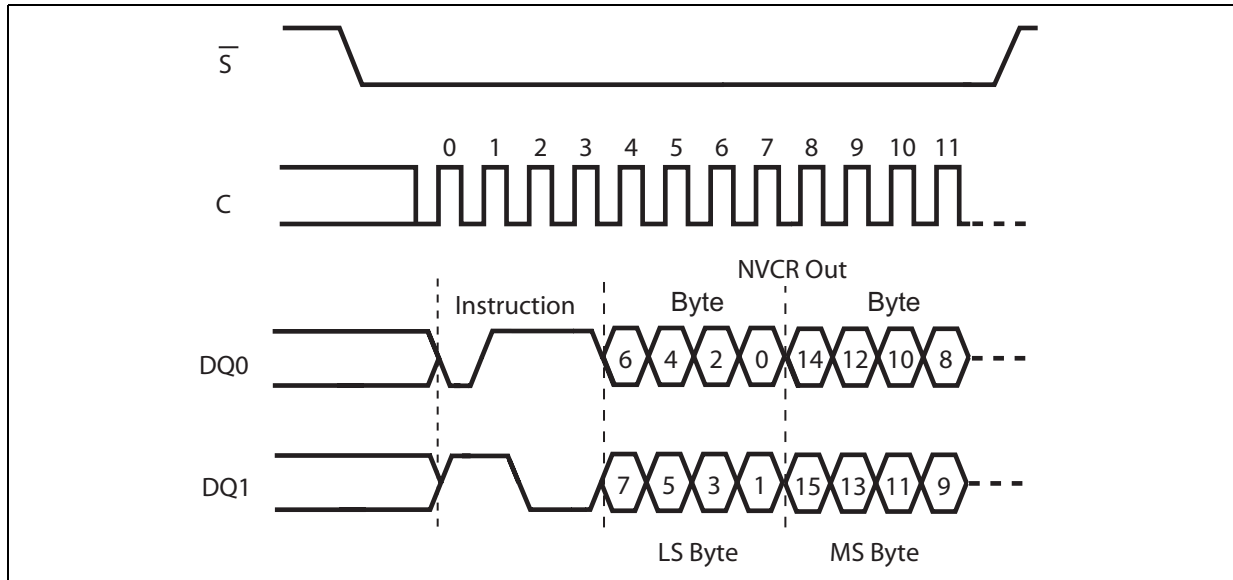 S
0 1 2 3 4 5 6 7 8 9 10 11
C
NVCR Out
Instruction Byte Byte
DQ0 6 4 2 0 14 12 10 8
DQ1 7 5 3 1 15 13 11 9
LS Byte MS Byte